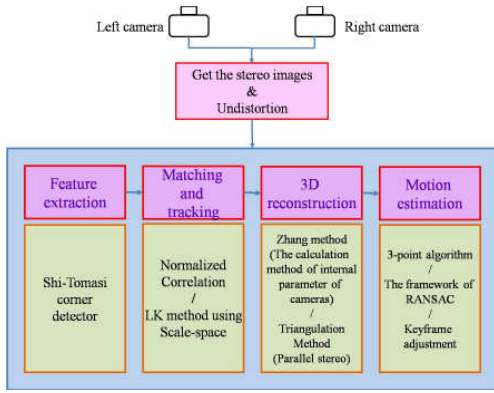 Left camera
Right camera
Get the stereo images
&
Undistortion
Feature
extraction
Matching
and
tracking
3D
reconstruction
Motion
estimation
Shi-Tomasi
corner
detector
Normalized
Correlation
/
LK method using
Scale-space
Zhang method
(The calculation
method of internal
parameter of
cameras)
/
Triangulation
Method
(Parallel stereo)
3-point algorithm
/
The framework of
RANSAC
/
Keyframe
adjustment